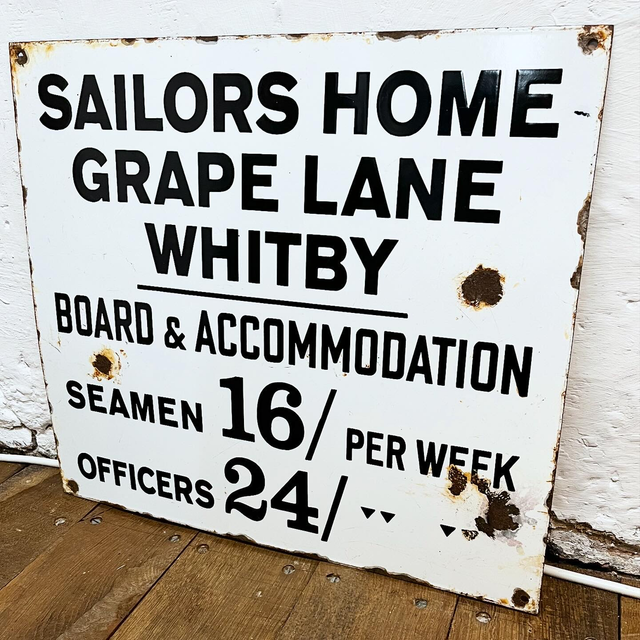 SAILORS HOME
GRAPE LANE
WHITBY
BOARD & ACCOMMODATION
SEAMEN 16/ PER WEEK
OFFICERS 24/ " "